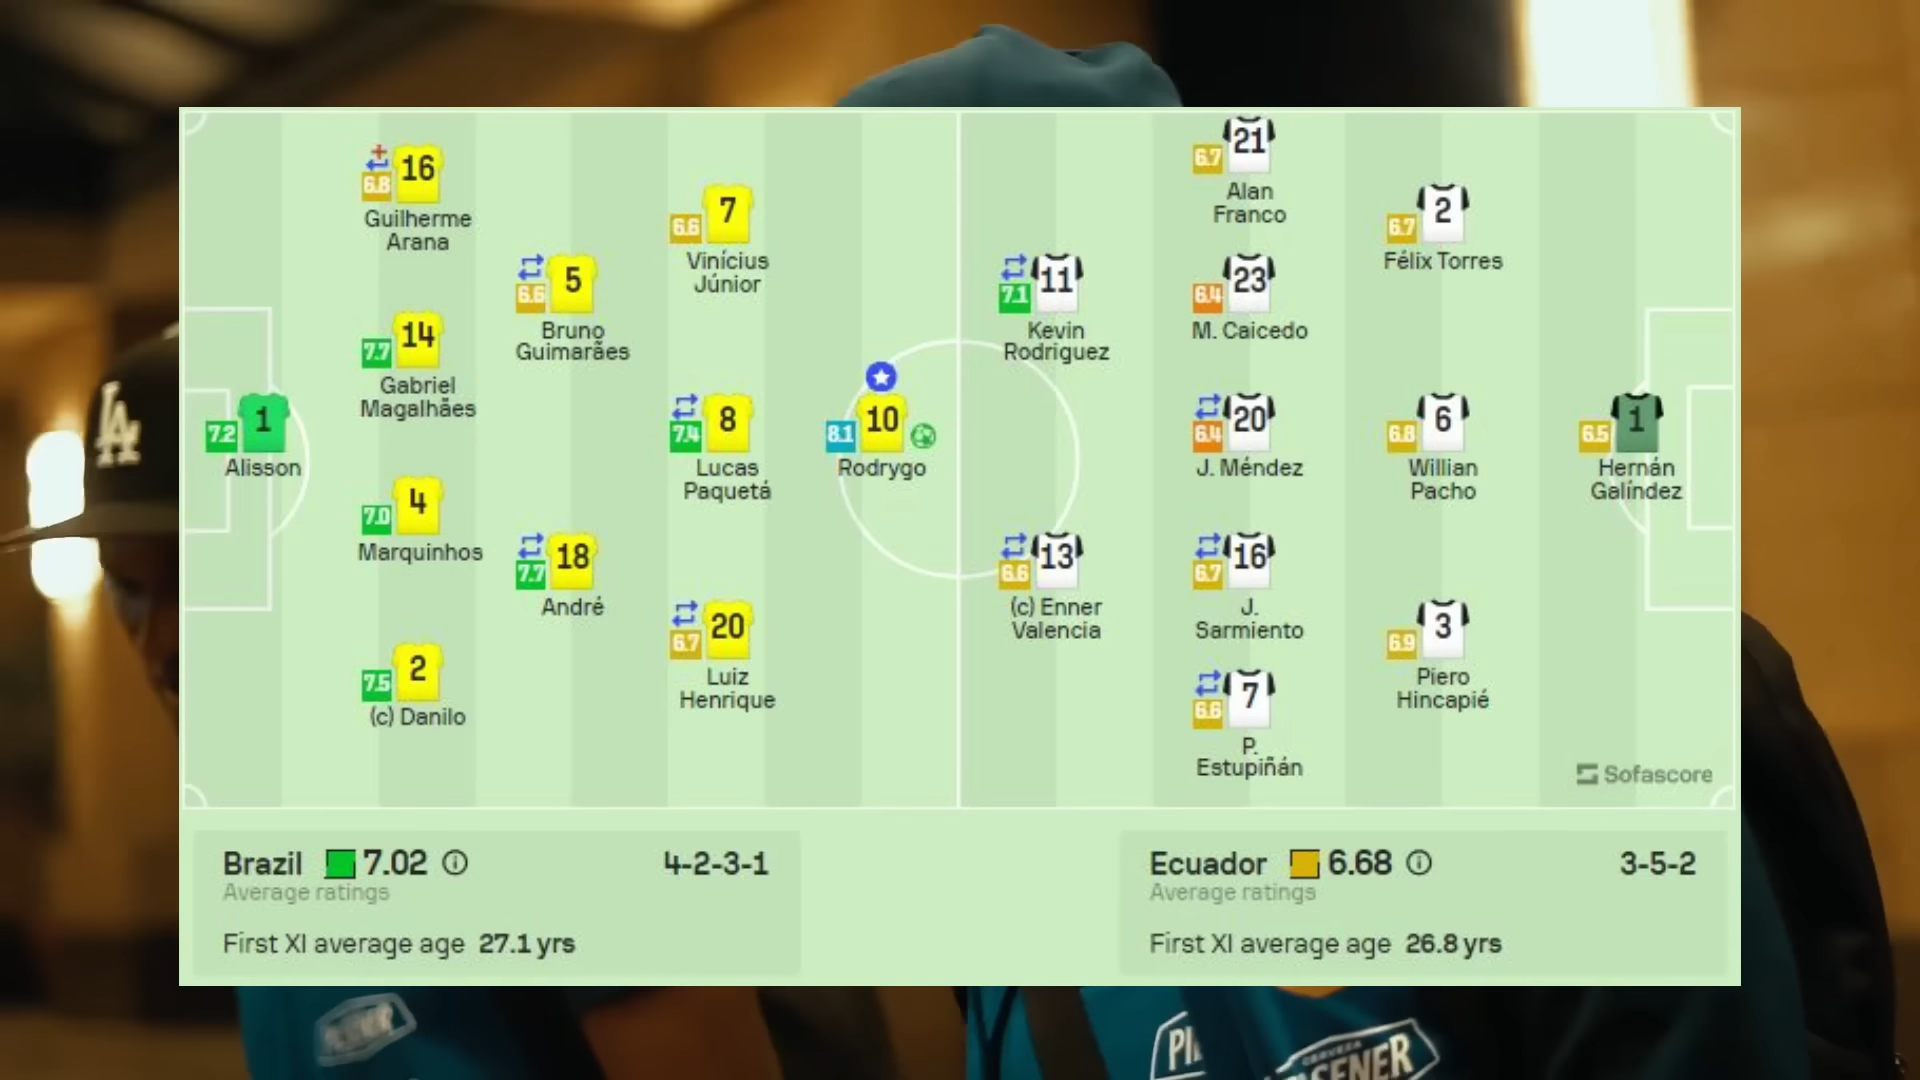 16
6.8
Guilherme
Arana
14
7.7
Gabriel
Magalhães
1
7.2
Alisson
4
7.0
Marquinhos
2
7.5
(c) Danilo
5
6.6
Bruno
Guimarães
18
7.7
André
7
6.6
Vinícius
Júnior
8
7.4
Lucas
Paquetá
20
6.7
Luiz
Henrique
10
8.1
Rodrygo
11
7.1
Kevin
Rodriguez
13
6.6
(c) Enner
Valencia
21
6.7
Alan
Franco
23
6.4
M. Caicedo
20
6.4
J. Méndez
16
6.7
J.
Sarmiento
7
6.6
P.
Estupiñán
2
6.7
Félix Torres
6
6.8
Willian
Pacho
3
6.9
Piero
Hincapié
1
6.5
Hernán
Galíndez
Sofascore
Brazil 7.02 4-2-3-1
Average ratings
First XI average age 27.1 yrs
Ecuador 6.68 3-5-2
Average ratings
First XI average age 26.8 yrs
LA
CERVEZA